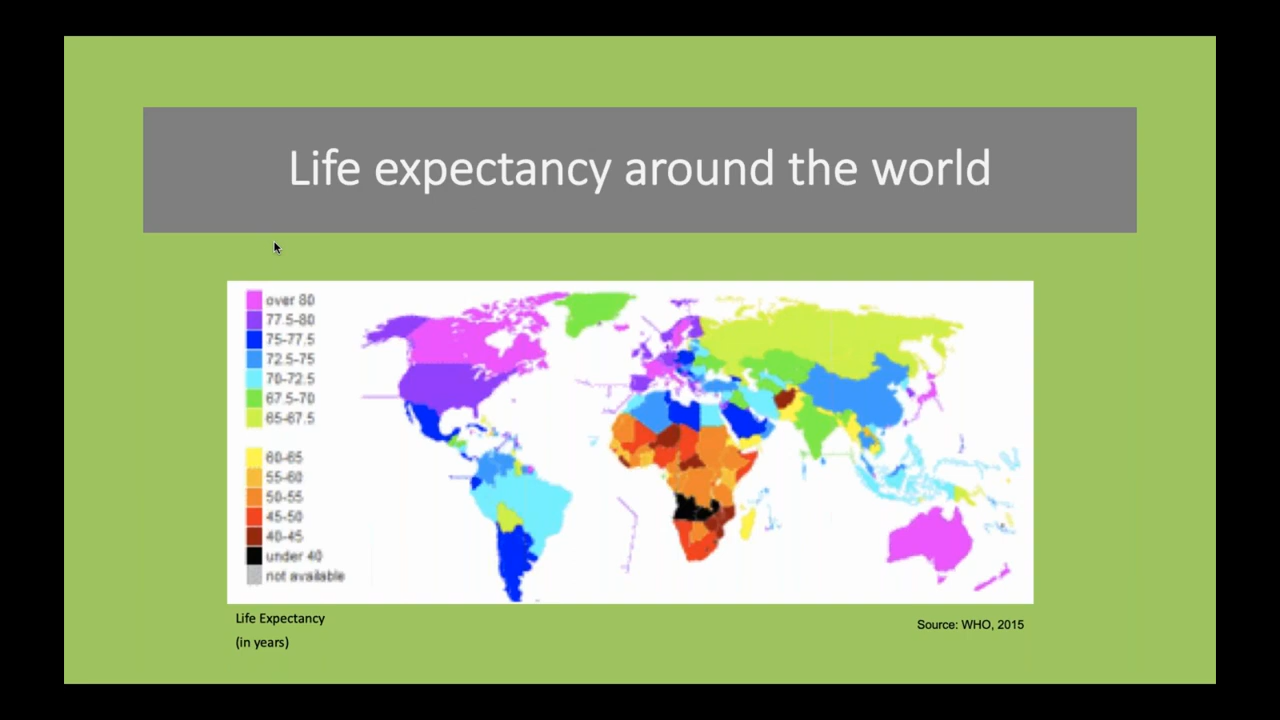 Life expectancy around the world
over 80
77.5-80
75-77.5
72.5-75
70-72.5
67.5-70
65-67.5
60-65
55-60
50-55
45-50
40-45
under 40
not available
Life Expectancy
(in years)
Source: WHO, 2015